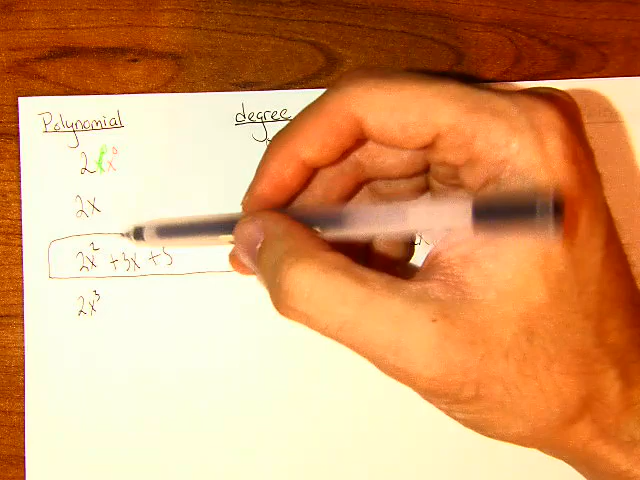 Polynomial degree
2x⁰
2x
2x² + 3x + 5
2x³